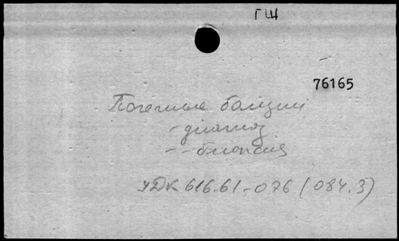 ГШ
76165
Почечные болезни
- диагноз
- - биопсия
УДК 616.61-076 (084.3)